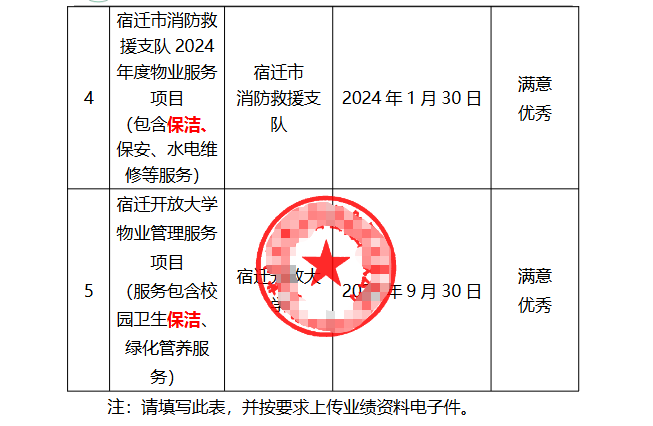 4
宿迁市消防救
援支队 2024
年度物业服务
项目
（包含保洁、
保安、水电维
修等服务）
宿迁市
消防救援支
队
2024 年 1 月 30 日
满意
优秀
5
宿迁开放大学
物业管理服务
项目
（服务包含校
园卫生保洁、
绿化管养服
务）
宿迁开放大
学
年 9 月 30 日
满意
优秀
注：请填写此表，并按要求上传业绩资料电子件。